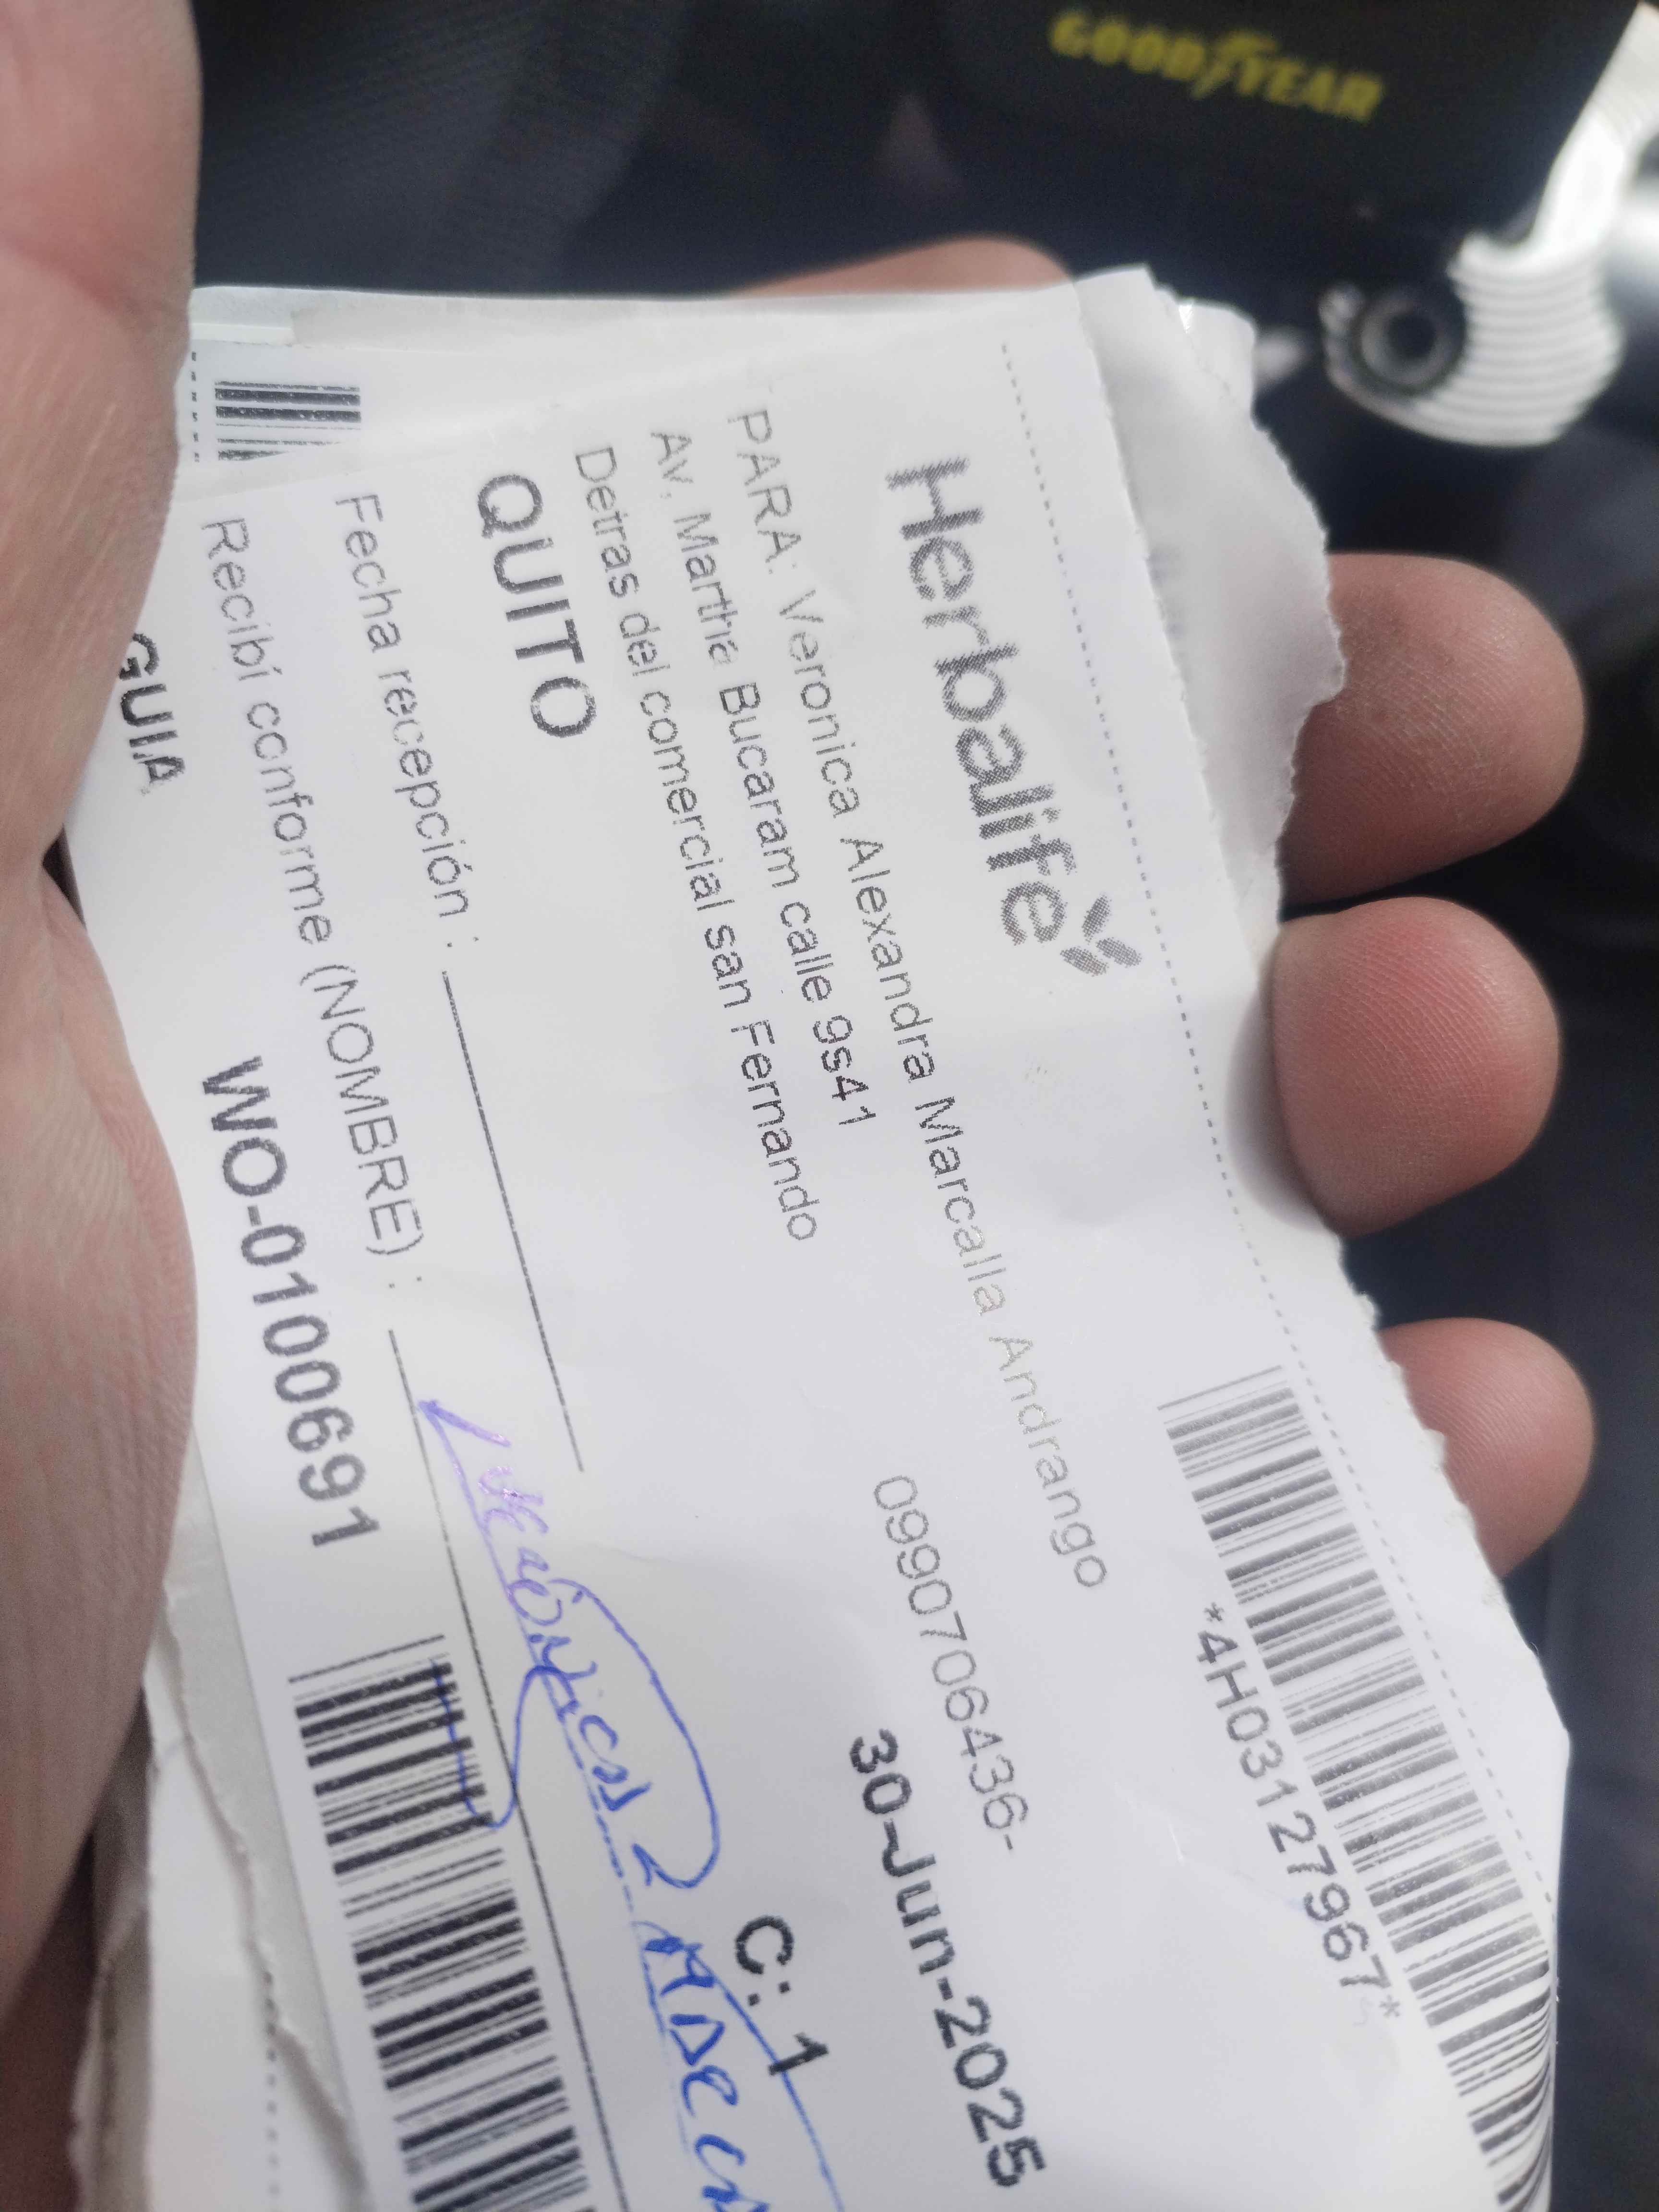 GOODYEAR
Herbalife
*4H03127967*
PARA: Veronica Alexandra Marcalla Andrango
Av. Martha Bucaram calle 9s41
0990706436-
Detras del comercial san Fernando
30-Jun-2025
QUITO
C: 1
Fecha recepción :
Recibí conforme (NOMBRE) :
GUIA
WO-0100691